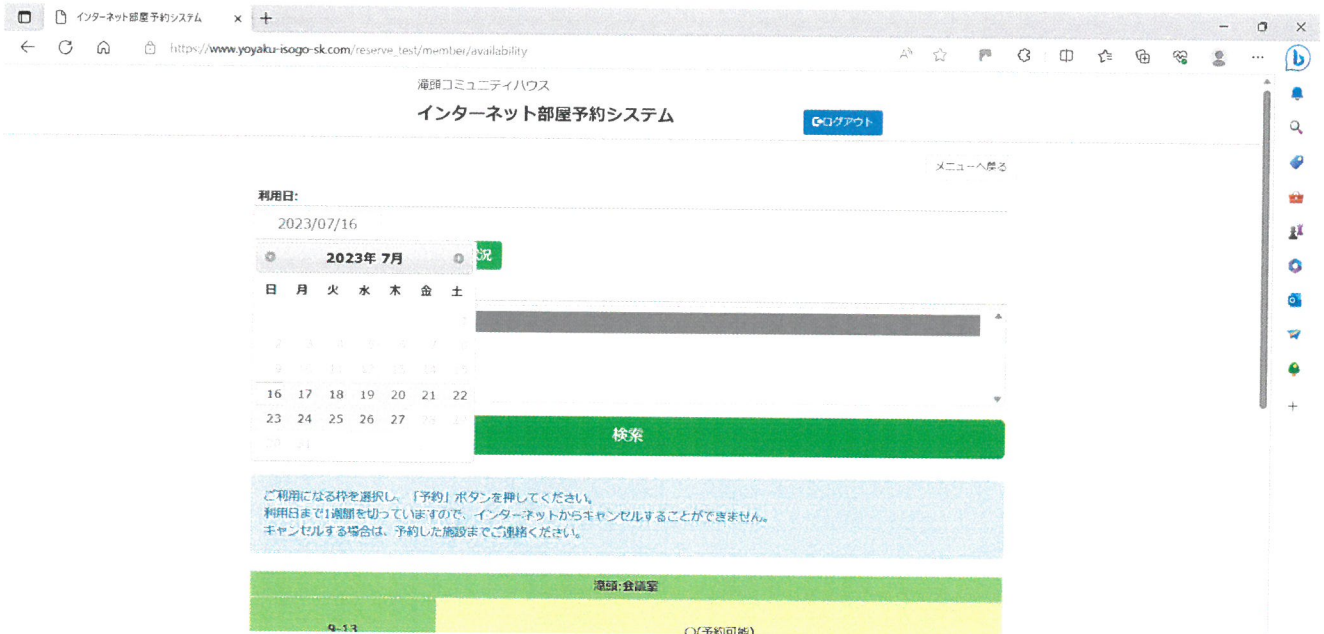 インターネット部屋予約システム
https://www.yoyaku-isogo-sk.com/reserve_test/member/availability
滝頭コミュニティハウス
インターネット部屋予約システム
ログアウト
メニューへ戻る
利用日:
2023/07/16
2023年 7月
況
日 月 火 水 木 金 土
16 17 18 19 20 21 22
23 24 25 26 27
検索
ご利用になる枠を選択し、「予約」ボタンを押してください。
利用日まで1週間を切っていますので、インターネットからキャンセルすることができません。
キャンセルする場合は、予約した施設までご連絡ください。
滝頭:会議室
9-13
○(予約可能)